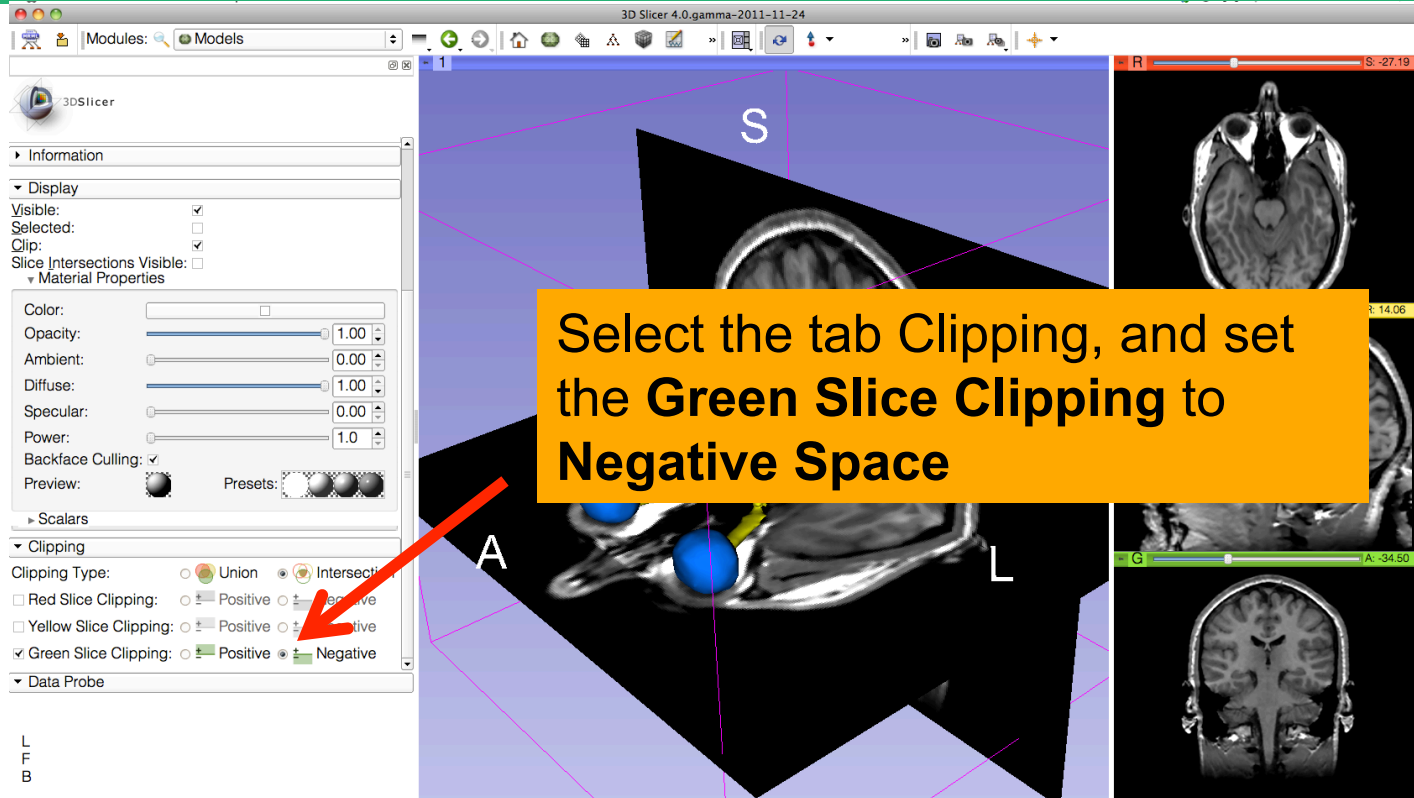 3D Slicer 4.0.gamma-2011-11-24
Modules: Models
1
3DSlicer
Information
Display
Visible:
Selected:
Clip:
Slice Intersections Visible:
Material Properties
Color:
Opacity: 1.00
Ambient: 0.00
Diffuse: 1.00
Specular: 0.00
Power: 1.0
Backface Culling:
Preview: Presets:
Scalars
Clipping
Clipping Type: Union Intersection
Red Slice Clipping: Positive Negative
Yellow Slice Clipping: Positive
Green Slice Clipping: Positive Negative
Data Probe
L
F
B
S
A
L
Select the tab Clipping, and set
the Green Slice Clipping to
Negative Space
R S: -27.19
R: 14.06
G A: -34.50